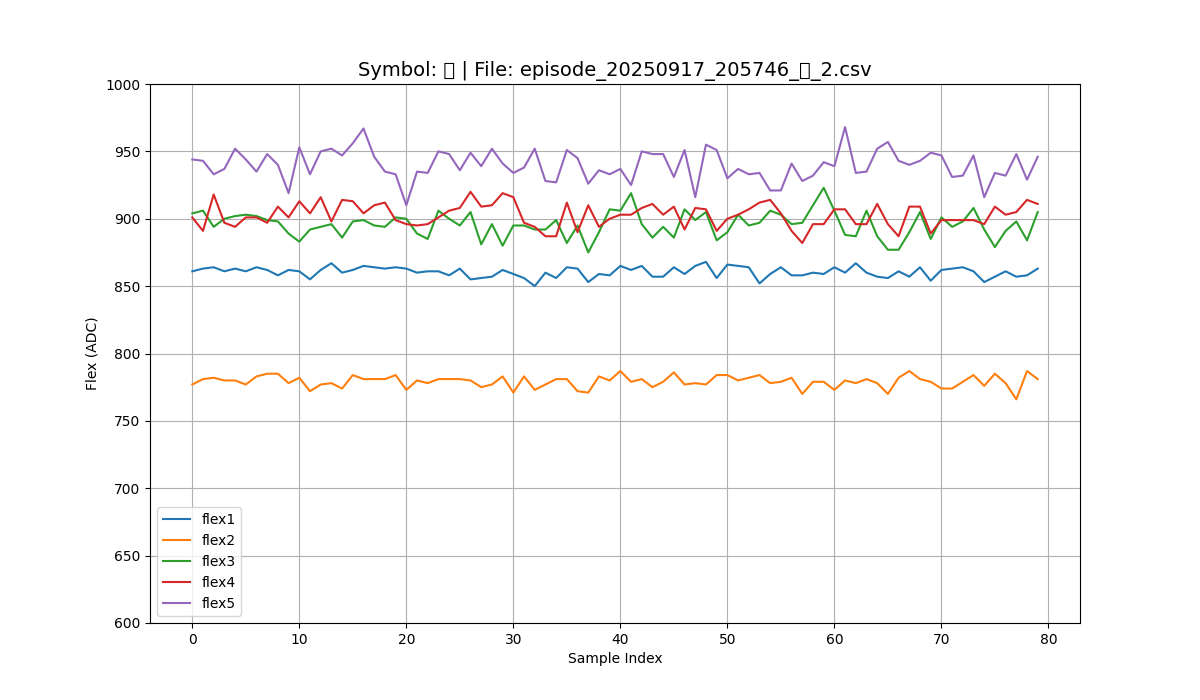 Symbol: | File: episode_20250917_205746_ _2.csv
1000
950
900
850
800
750
700
650
600
Flex (ADC)
flex1
flex2
flex3
flex4
flex5
0 10 20 30 40 50 60 70 80
Sample Index